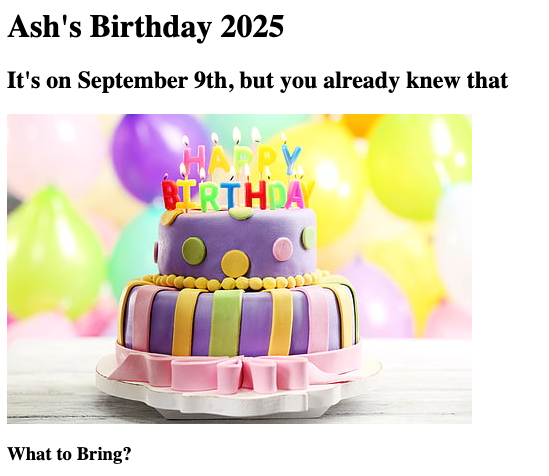 Ash's Birthday 2025
It's on September 9th, but you already knew that
HAPPY
BIRTHDAY
What to Bring?